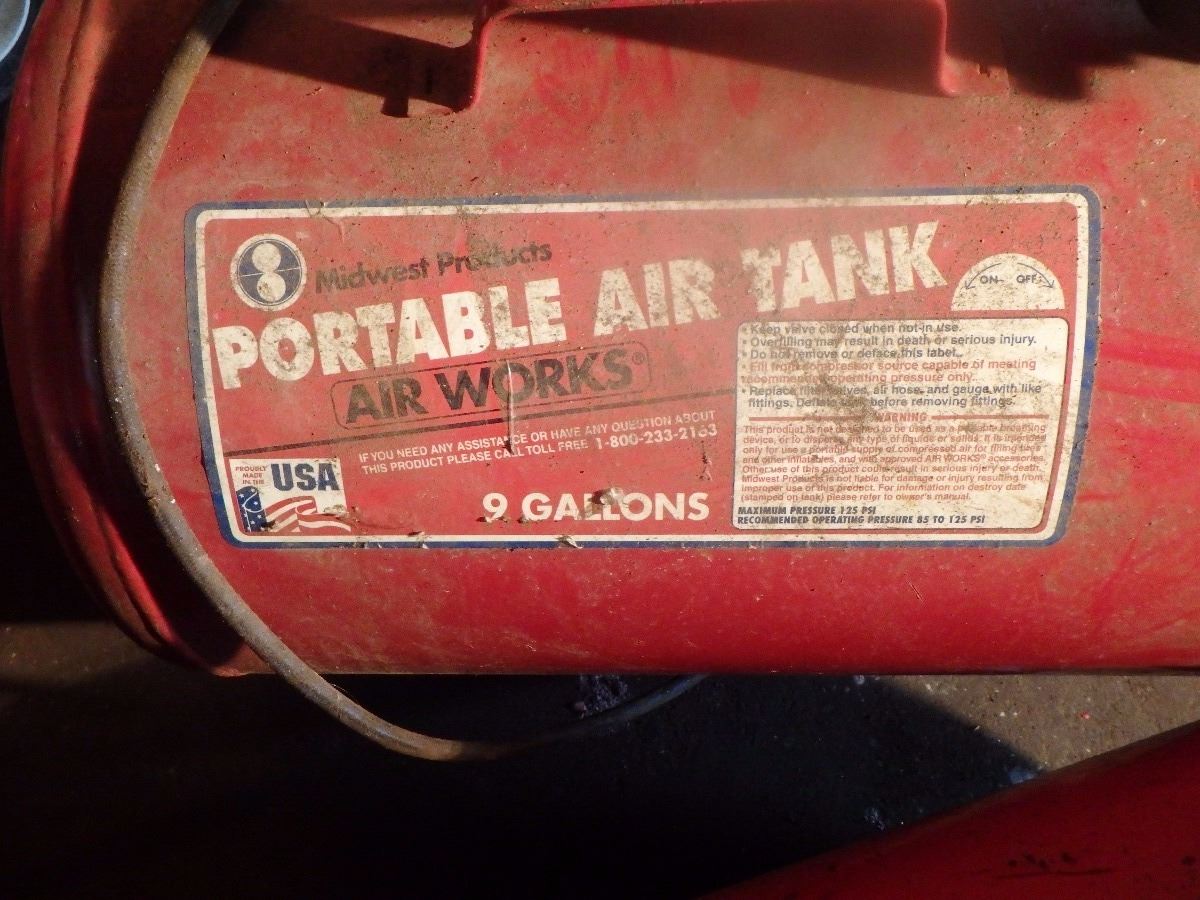 Midwest Products
PORTABLE AIR TANK
AIR WORKS®
IF YOU NEED ANY ASSISTANCE OR HAVE ANY QUESTION ABOUT
THIS PRODUCT PLEASE CALL TOLL FREE 1-800-233-2163
PROUDLY
MADE
IN THE
USA
9 GALLONS
ON OFF
• Keep valve closed when not in use.
• Overfilling may result in death or serious injury.
• Do not remove or deface this label.
• Fill from compressor source capable of meeting
recommended operating pressure only.
• Replace valves, air hose, and gauge with like
fittings. Deflate before removing fittings.
WARNING
This product is not designed to be used as a portable breathing
device, or to dispense any type of liquids or solids. It is intended
only for use a portable supply of compressed air for filling tires
and other inflatables, and with approved AIR WORKS® accessories.
Other use of this product could result in serious injury or death.
Midwest Products is not liable for damage or injury resulting from
improper use of this product. For information on destroy date
(stamped on tank) please refer to owner's manual.
MAXIMUM PRESSURE 125 PSI
RECOMMENDED OPERATING PRESSURE 85 TO 125 PSI